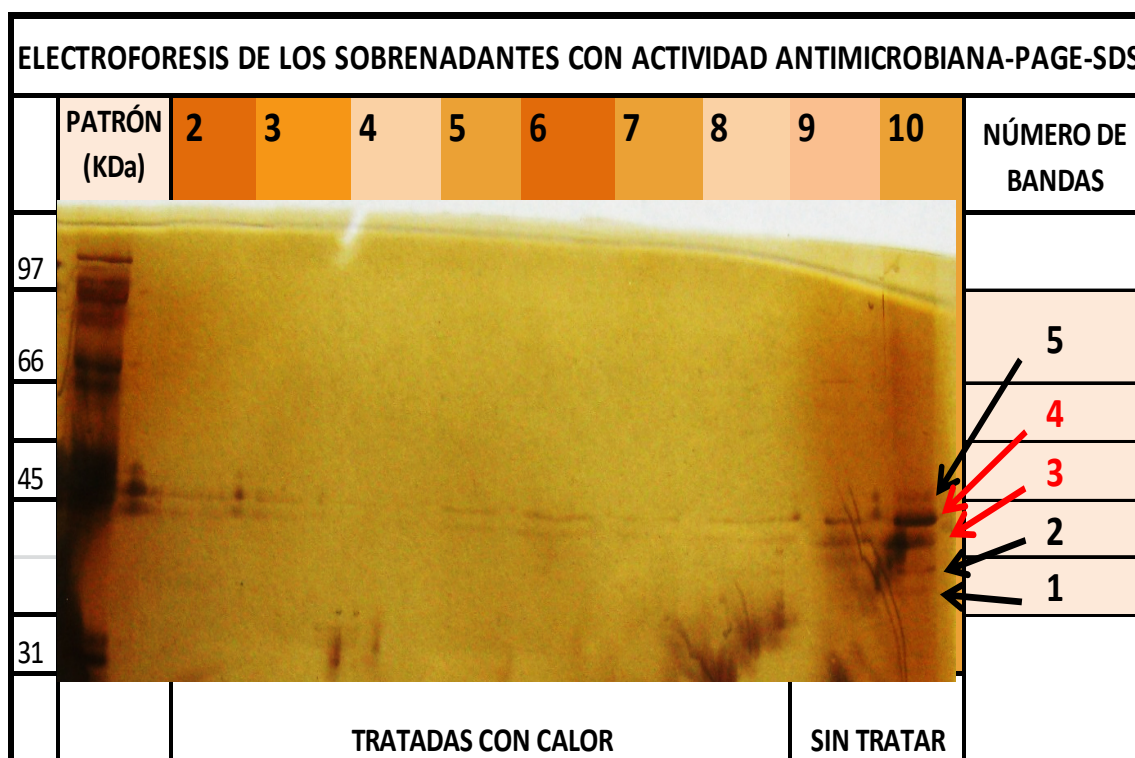 ELECTROFORESIS DE LOS SOBRENADANTES CON ACTIVIDAD ANTIMICROBIANA-PAGE-SDS
PATRÓN
(KDa)
2 3 4 5 6 7 8 9 10
NÚMERO DE
BANDAS
97
66
45
31
5
4
3
2
1
TRATADAS CON CALOR
SIN TRATAR